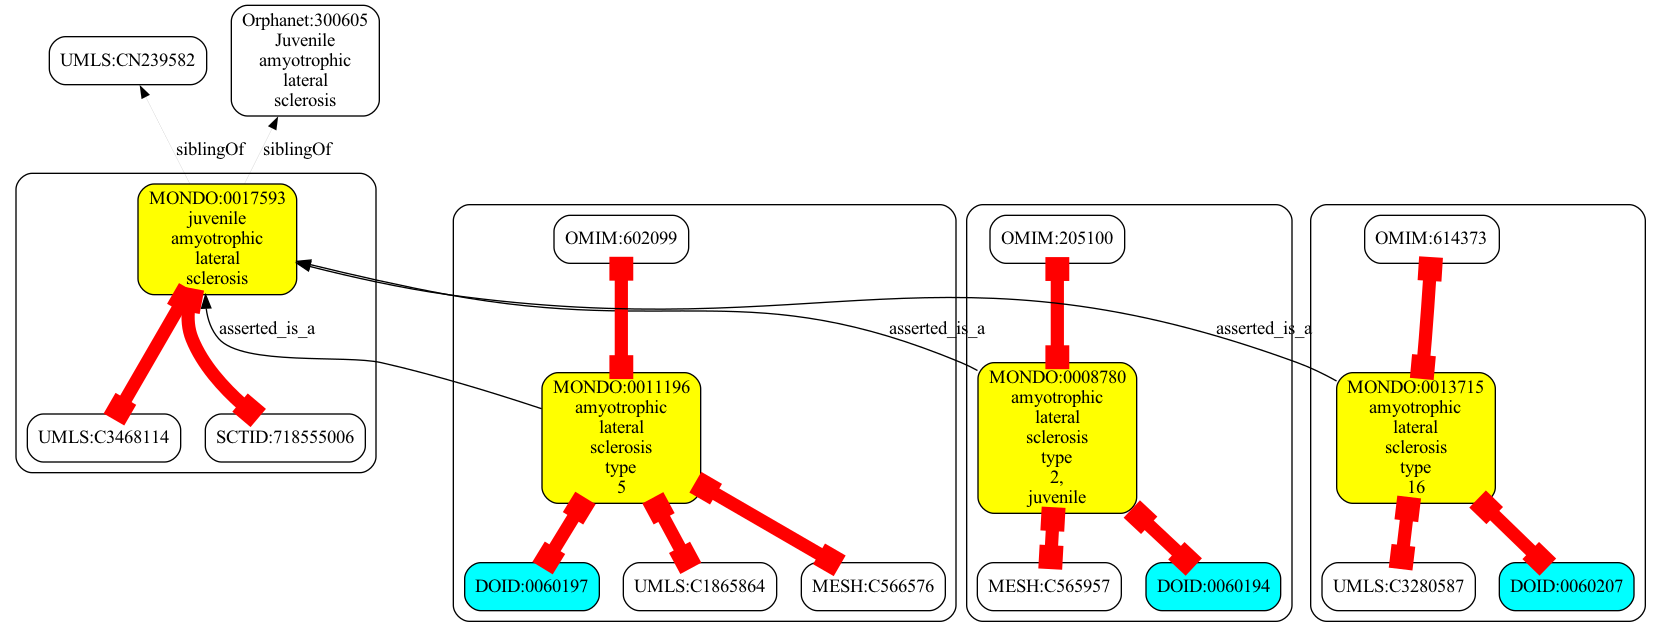 UMLS:CN239582
Orphanet:300605
Juvenile
amyotrophic
lateral
sclerosis
siblingOf
siblingOf
MONDO:0017593
juvenile
amyotrophic
lateral
sclerosis
UMLS:C3468114
SCTID:718555006
asserted_is_a
OMIM:602099
MONDO:0011196
amyotrophic
lateral
sclerosis
type
5
DOID:0060197
UMLS:C1865864
MESH:C566576
asserted_is_a
OMIM:205100
MONDO:0008780
amyotrophic
lateral
sclerosis
type
2,
juvenile
MESH:C565957
DOID:0060194
asserted_is_a
OMIM:614373
MONDO:0013715
amyotrophic
lateral
sclerosis
type
16
UMLS:C3280587
DOID:0060207